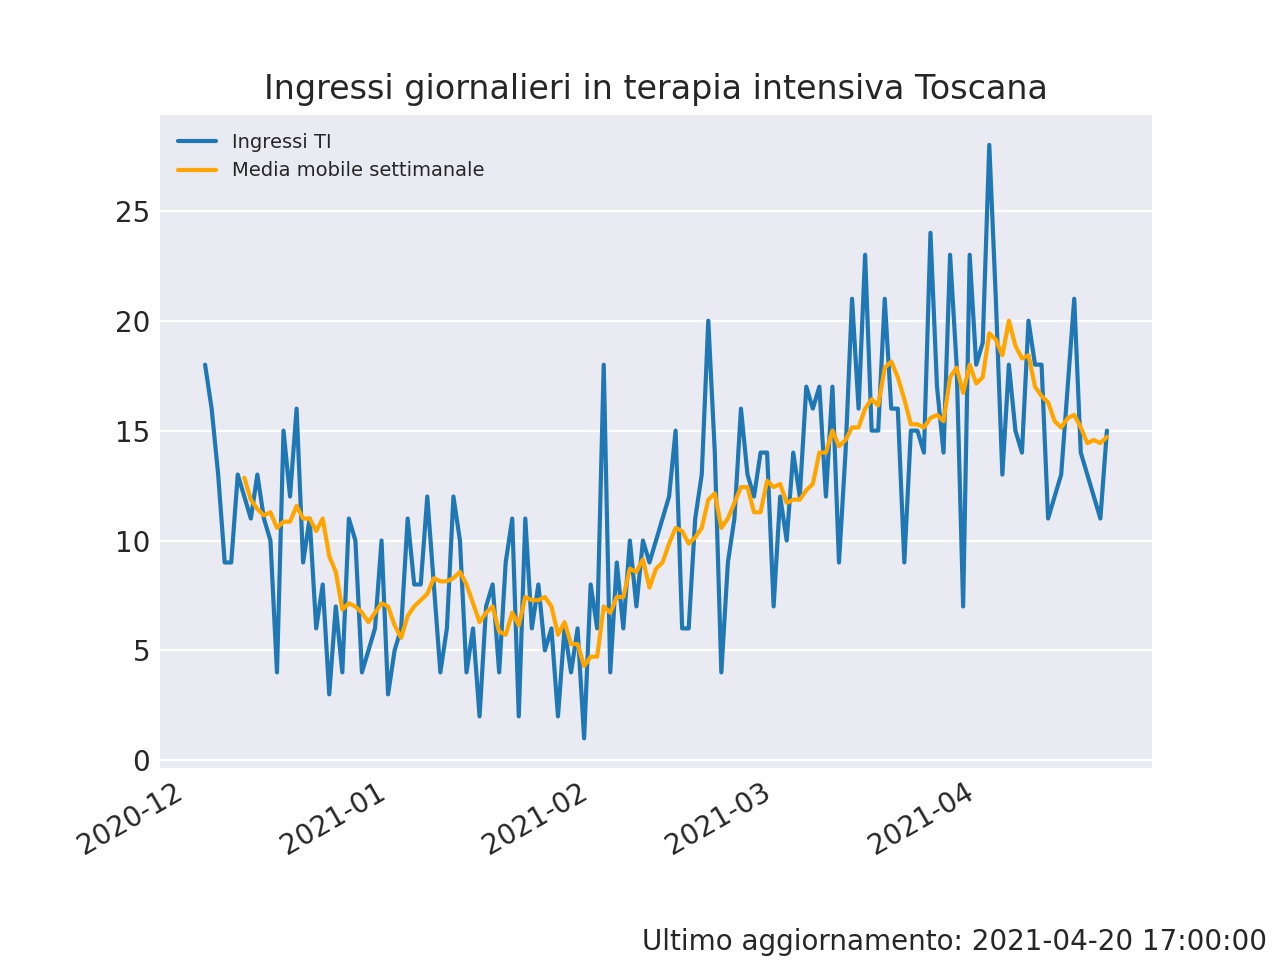 Ingressi giornalieri in terapia intensiva Toscana
Ingressi TI
Media mobile settimanale
25
20
15
10
5
0
2020-12
2021-01
2021-02
2021-03
2021-04
Ultimo aggiornamento: 2021-04-20 17:00:00